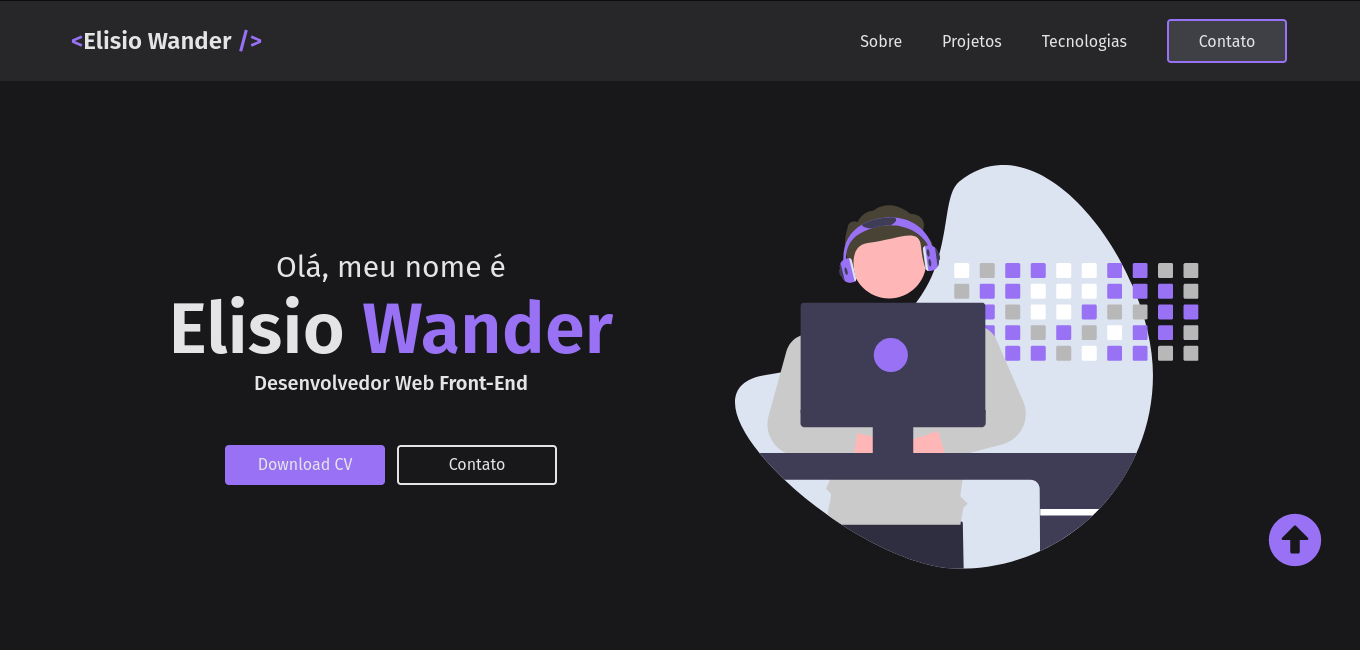 <Elisio Wander />
Sobre Projetos Tecnologias Contato
Olá, meu nome é
Elisio Wander
Desenvolvedor Web Front-End
Download CV Contato